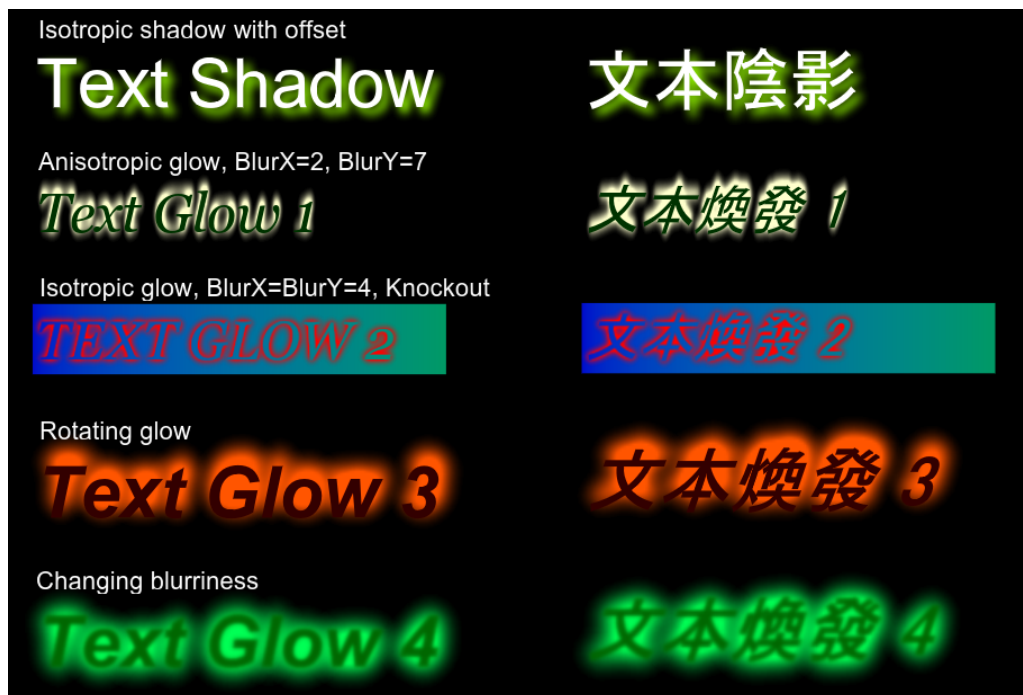 Isotropic shadow with offset
Text Shadow 文本陰影
Anisotropic glow, BlurX=2, BlurY=7
Text Glow 1 文本煥發 1
Isotropic glow, BlurX=BlurY=4, Knockout
TEXT GLOW 2 文本煥發 2
Rotating glow
Text Glow 3 文本煥發 3
Changing blurriness
Text Glow 4 文本煥發 4